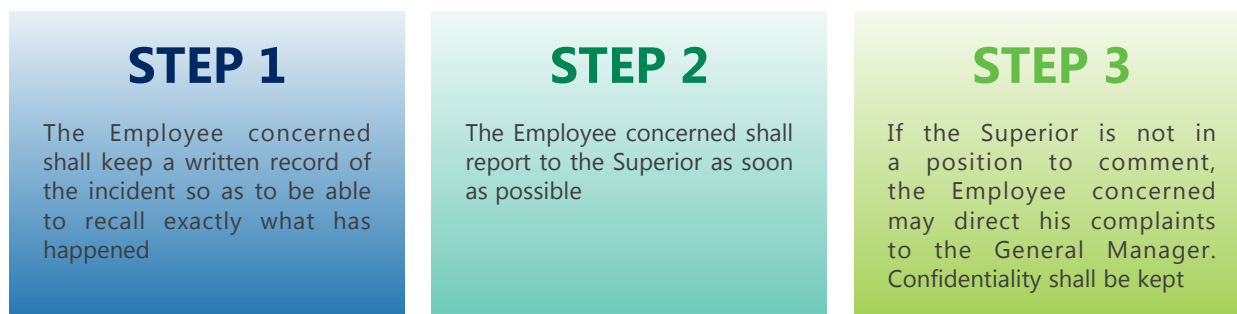 STEP 1
The Employee concerned
shall keep a written record of
the incident so as to be able
to recall exactly what has
happened
STEP 2
The Employee concerned shall
report to the Superior as soon
as possible
STEP 3
If the Superior is not in
a position to comment,
the Employee concerned
may direct his complaints
to the General Manager.
Confidentiality shall be kept